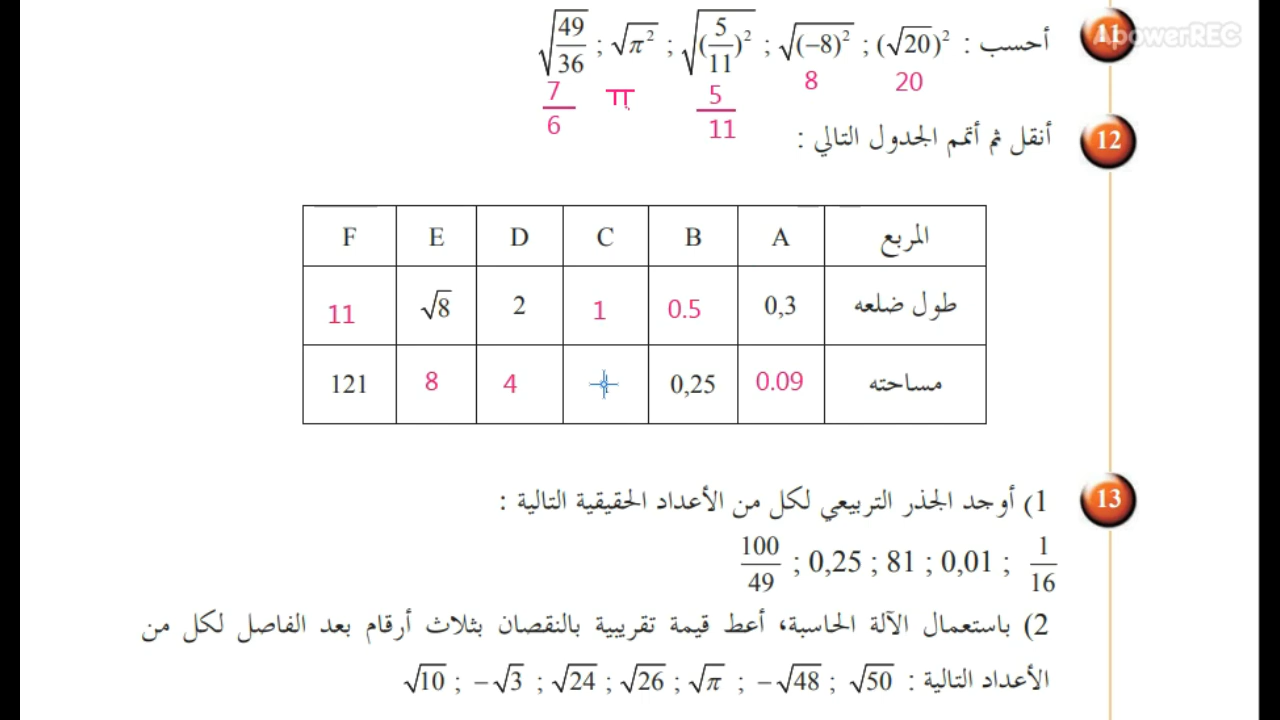 11 أحسب : (√20)² ; √(−8)² ; √(5/11)² ; √π² ; √49/36
20 8 5/11 π 7/6
ApowerREC
12 أنقل ثم أتمم الجدول التالي :
المربع A B C D E F
طول ضلعه 0,3 0.5 1 2 √8 11
مساحته 0.09 0,25 4 8 121
13 1) أوجد الجذر التربيعي لكل من الأعداد الحقيقية التالية :
1/16 ; 0,01 ; 81 ; 0,25 ; 100/49
2) باستعمال الآلة الحاسبة، أعط قيمة تقريبية بالنقصان بثلاث أرقام بعد الفاصل لكل من
الأعداد التالية : √50 ; −√48 ; √π ; √26 ; √24 ; −√3 ; √10